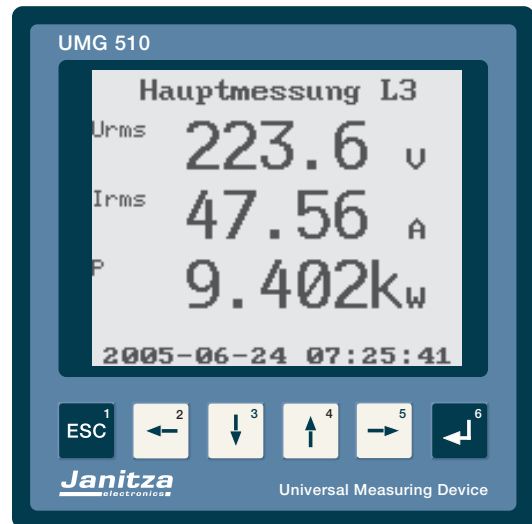 UMG 510
Hauptmessung L3
Urms 223.6 V
Irms 47.56 A
P 9.402kW
2005-06-24 07:25:41
ESC 1 2 3 4 5 6
Janitza
electronics
Universal Measuring Device